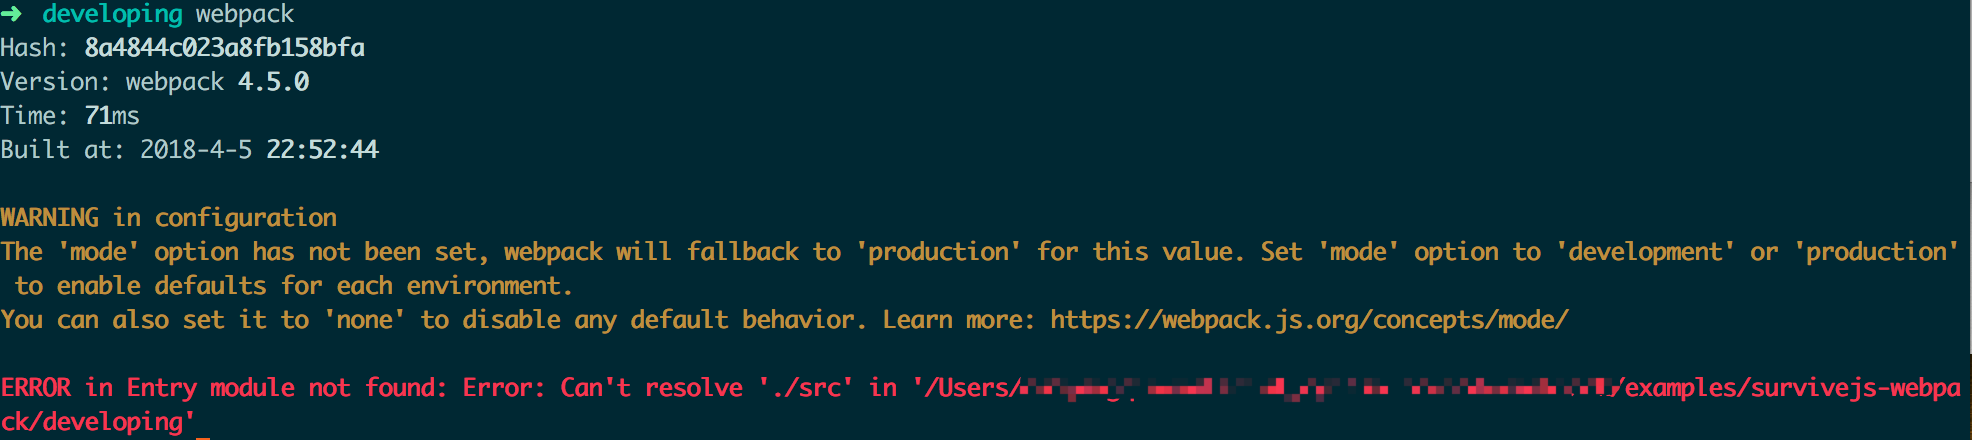 ➜ developing webpack
Hash: 8a4844c023a8fb158bfa
Version: webpack 4.5.0
Time: 71ms
Built at: 2018-4-5 22:52:44
WARNING in configuration
The 'mode' option has not been set, webpack will fallback to 'production' for this value. Set 'mode' option to 'development' or 'production'
to enable defaults for each environment.
You can also set it to 'none' to disable any default behavior. Learn more: https://webpack.js.org/concepts/mode/
ERROR in Entry module not found: Error: Can't resolve './src' in '/Users/ /examples/survivejs-webpa
ck/developing'